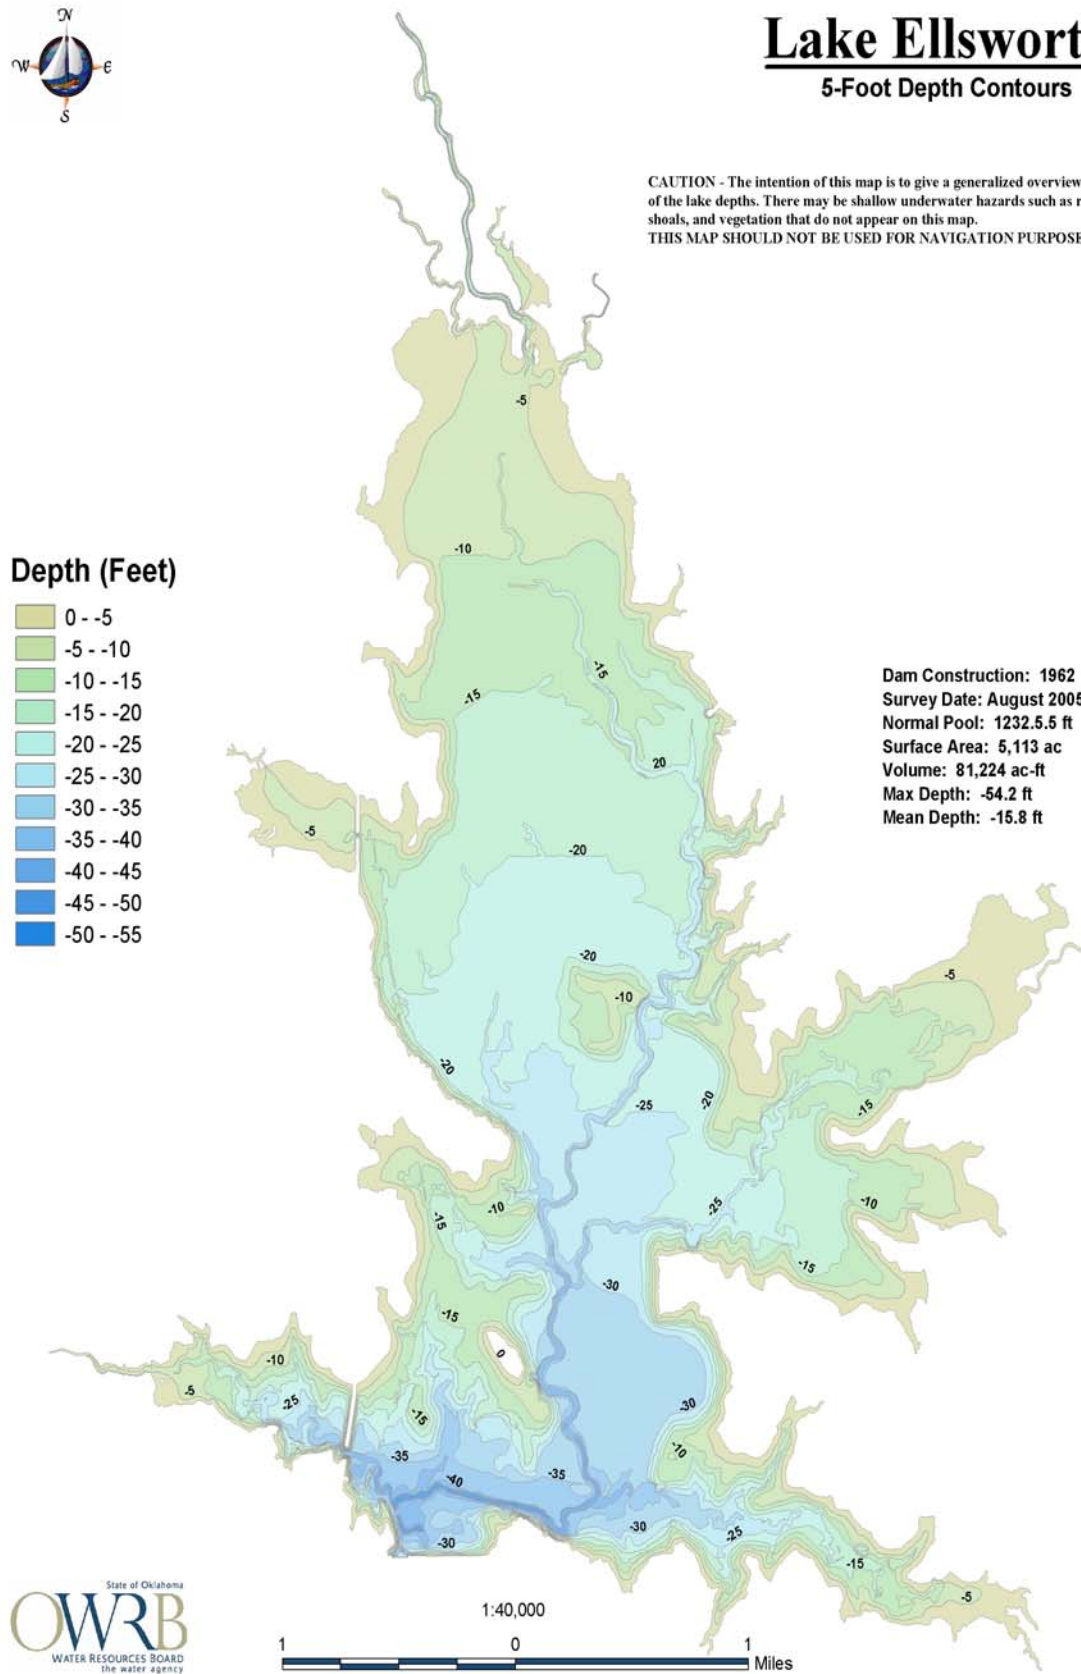 N
W E
S
Lake Ellswort
5-Foot Depth Contours
CAUTION - The intention of this map is to give a generalized overview
of the lake depths. There may be shallow underwater hazards such as r
shoals, and vegetation that do not appear on this map.
THIS MAP SHOULD NOT BE USED FOR NAVIGATION PURPOSE
-5
-10
Depth (Feet)
0 - -5
-5 - -10
-10 - -15
-15 - -20
-20 - -25
-25 - -30
-30 - -35
-35 - -40
-40 - -45
-45 - -50
-50 - -55
-15
-15
20
Dam Construction: 1962
Survey Date: August 2005
Normal Pool: 1232.5.5 ft
Surface Area: 5,113 ac
Volume: 81,224 ac-ft
Max Depth: -54.2 ft
Mean Depth: -15.8 ft
-5
-20
-20
-5
-10
-20
-25
-20
-15
-10
-15
-10
-25
-15
-30
-15
0
-10
-5
-25
-15
-30
-10
-35
-40
-35
-30
-30
-25
-15
-5
State of Oklahoma
OWRB
WATER RESOURCES BOARD
the water agency
1:40,000
1 0 1
Miles